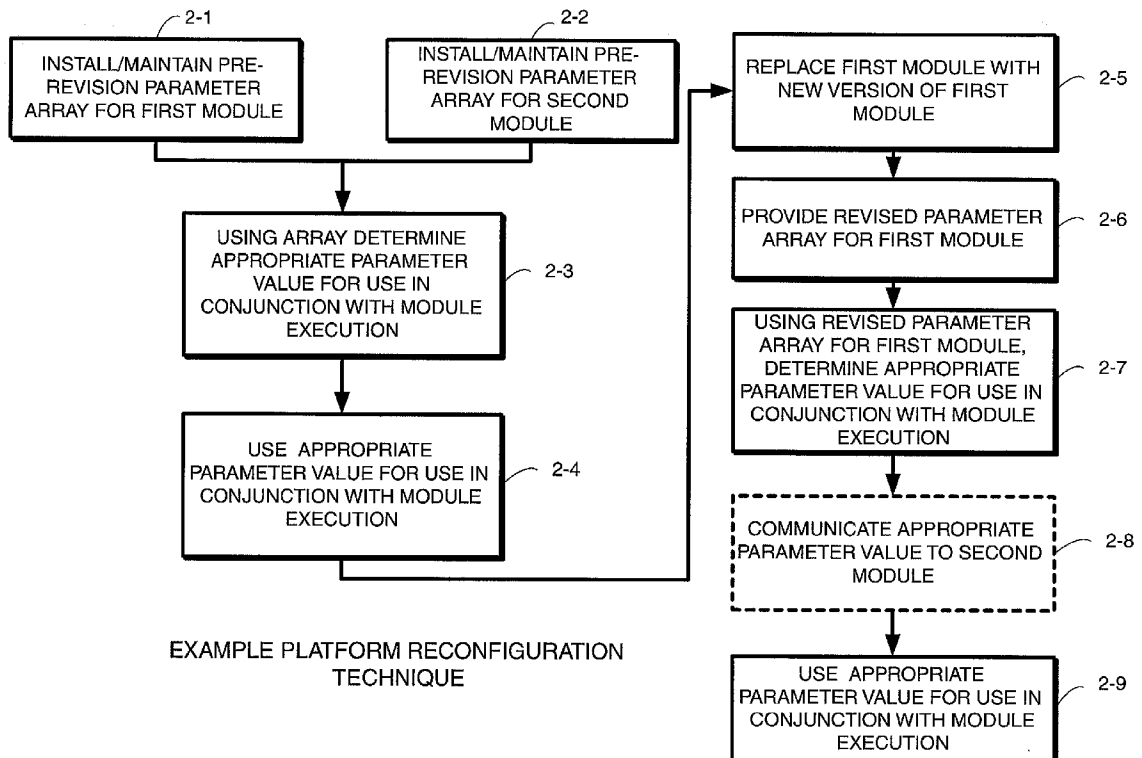 2-1
INSTALL/MAINTAIN PRE-
REVISION PARAMETER
ARRAY FOR FIRST MODULE
2-2
INSTALL/MAINTAIN PRE-
REVISION PARAMETER
ARRAY FOR SECOND
MODULE
USING ARRAY DETERMINE
APPROPRIATE PARAMETER
VALUE FOR USE IN
CONJUNCTION WITH MODULE
EXECUTION
2-3
USE APPROPRIATE
PARAMETER VALUE FOR USE IN
CONJUNCTION WITH MODULE
EXECUTION
2-4
REPLACE FIRST MODULE WITH
NEW VERSION OF FIRST
MODULE
2-5
PROVIDE REVISED PARAMETER
ARRAY FOR FIRST MODULE
2-6
USING REVISED PARAMETER
ARRAY FOR FIRST MODULE,
DETERMINE APPROPRIATE
PARAMETER VALUE FOR USE IN
CONJUNCTION WITH MODULE
EXECUTION
2-7
COMMUNICATE APPROPRIATE
PARAMETER VALUE TO SECOND
MODULE
2-8
USE APPROPRIATE
PARAMETER VALUE FOR USE IN
CONJUNCTION WITH MODULE
EXECUTION
2-9
EXAMPLE PLATFORM RECONFIGURATION
TECHNIQUE